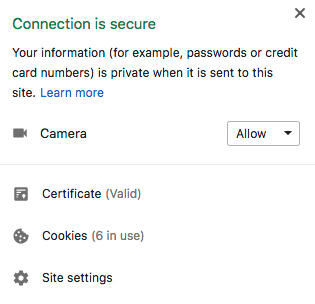 Connection is secure
Your information (for example, passwords or credit
card numbers) is private when it is sent to this
site. Learn more
Camera Allow
Certificate (Valid)
Cookies (6 in use)
Site settings